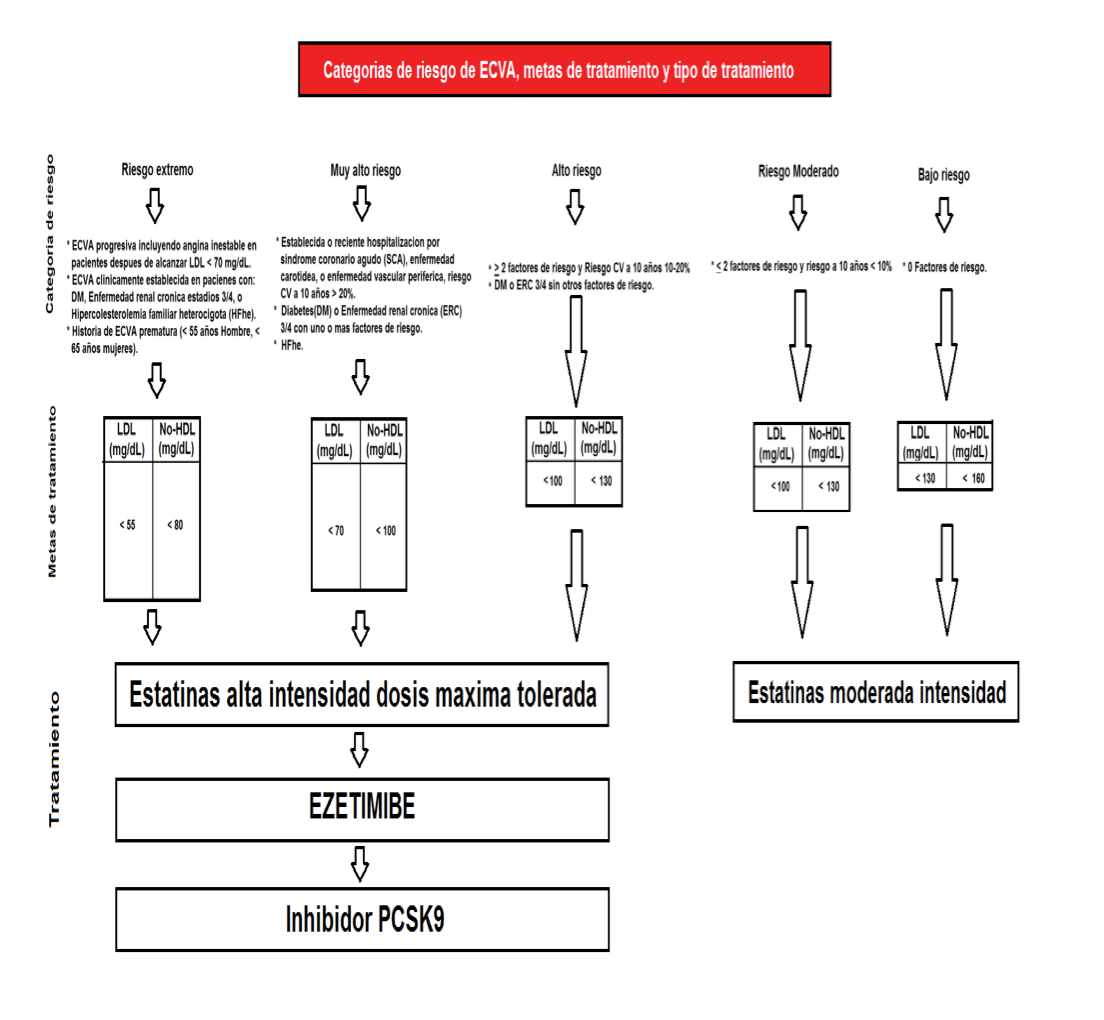 Categorias de riesgo de ECVA, metas de tratamiento y tipo de tratamiento
Categoria de riesgo
Riesgo extremo
* ECVA progresiva incluyendo angina inestable en
pacientes despues de alcanzar LDL < 70 mg/dL.
* ECVA clinicamente establecida en pacienes con:
DM, Enfermedad renal cronica estadios 3/4, o
Hipercolesterolemia familiar heterocigota (HFhe).
* Historia de ECVA prematura (< 55 años Hombre, <
65 años mujeres).
Muy alto riesgo
* Establecida o reciente hospitalizacion por
sindrome coronario agudo (SCA), enfermedad
carotidea, o enfermedad vascular periferica, riesgo
CV a 10 años > 20%.
* Diabetes(DM) o Enfermedad renal cronica (ERC)
3/4 con uno o mas factores de riesgo.
* HFhe.
Alto riesgo
* ≥ 2 factores de riesgo y Riesgo CV a 10 años 10-20%
* DM o ERC 3/4 sin otros factores de riesgo.
Riesgo Moderado
* ≤ 2 factores de riesgo y riesgo a 10 años < 10%
Bajo riesgo
* 0 Factores de riesgo.
Metas de tratamiento
LDL No-HDL
(mg/dL) (mg/dL)
< 55 < 80
LDL No-HDL
(mg/dL) (mg/dL)
< 70 < 100
LDL No-HDL
(mg/dL) (mg/dL)
<100 < 130
LDL No-HDL
(mg/dL) (mg/dL)
<100 < 130
LDL No-HDL
(mg/dL) (mg/dL)
< 130 < 160
Tratamiento
Estatinas alta intensidad dosis maxima tolerada
EZETIMIBE
Inhibidor PCSK9
Estatinas moderada intensidad